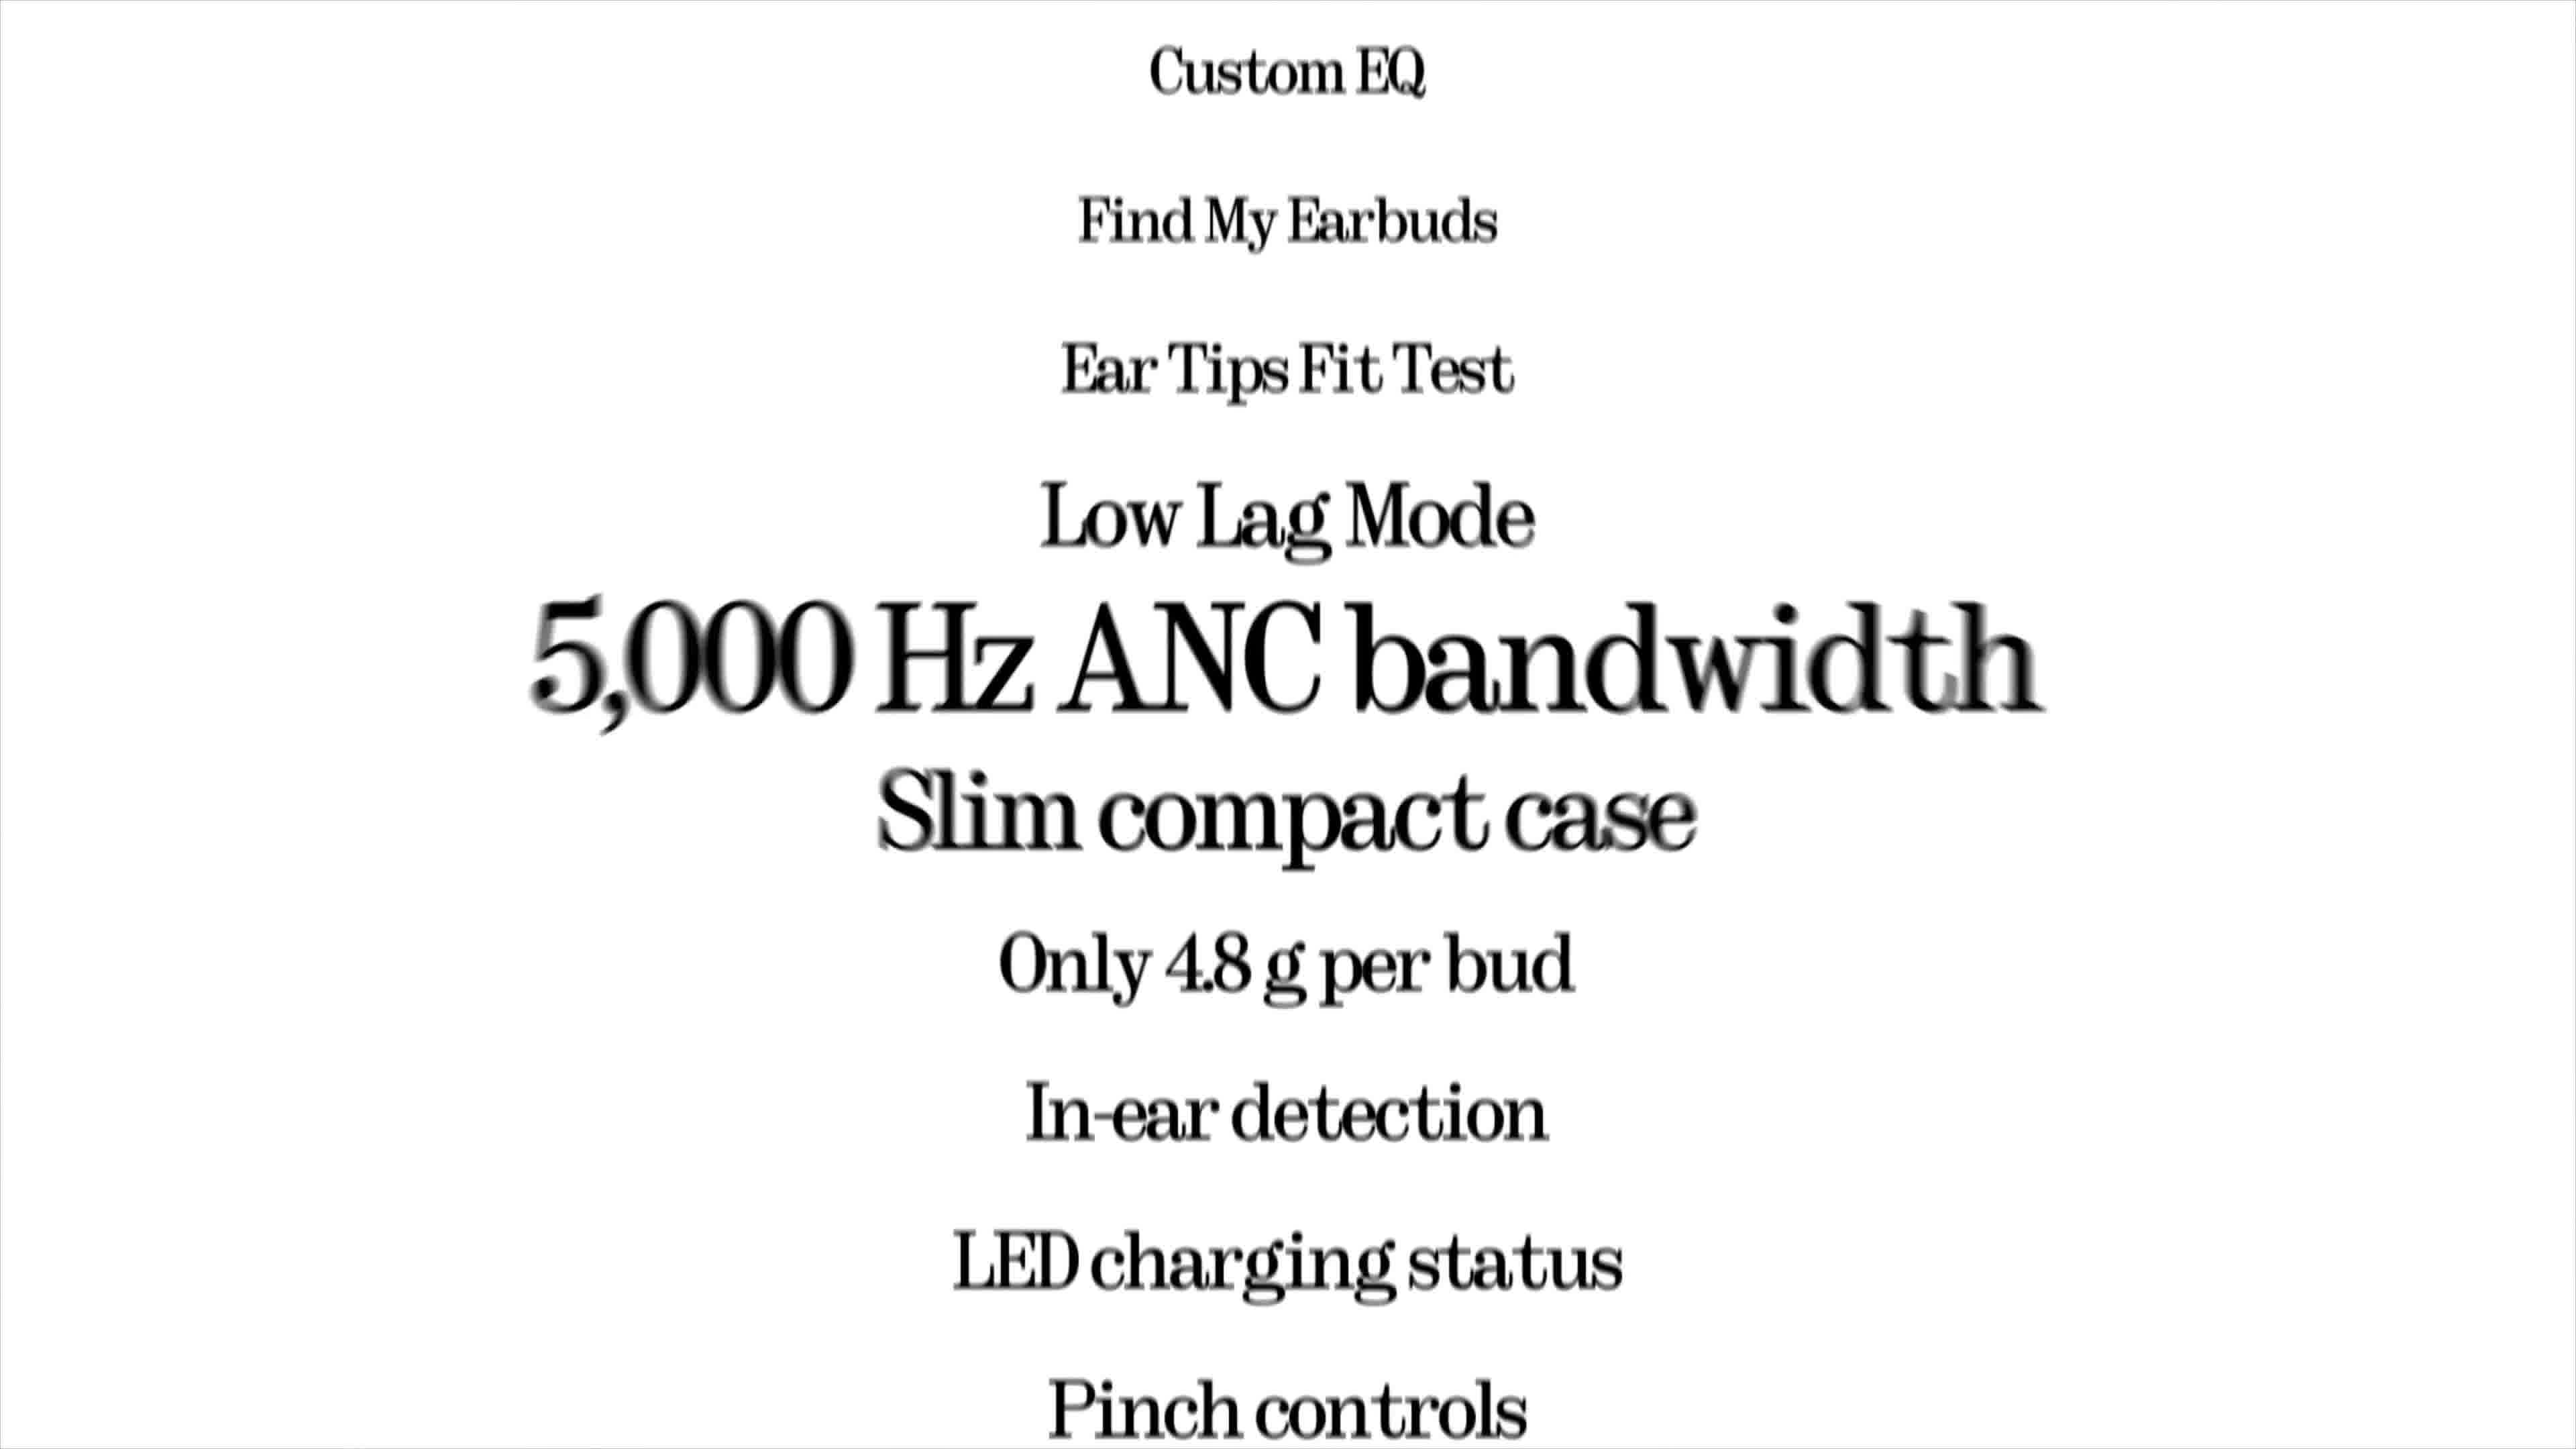 Custom EQ
Find My Earbuds
Ear Tips Fit Test
Low Lag Mode
5,000 Hz ANC bandwidth
Slim compact case
Only 4.8 g per bud
In-ear detection
LED charging status
Pinch controls